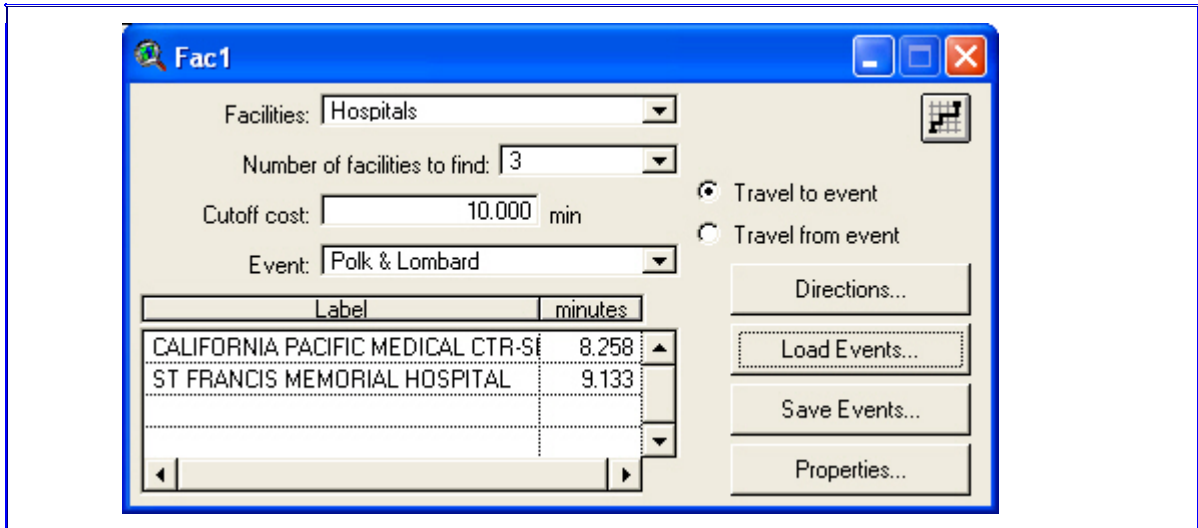 Fac1
Facilities: Hospitals
Number of facilities to find: 3
Cutoff cost: 10.000 min
Event: Polk & Lombard
Travel to event
Travel from event
Label minutes
CALIFORNIA PACIFIC MEDICAL CTR-S 8.258
ST FRANCIS MEMORIAL HOSPITAL 9.133
Directions...
Load Events...
Save Events...
Properties...